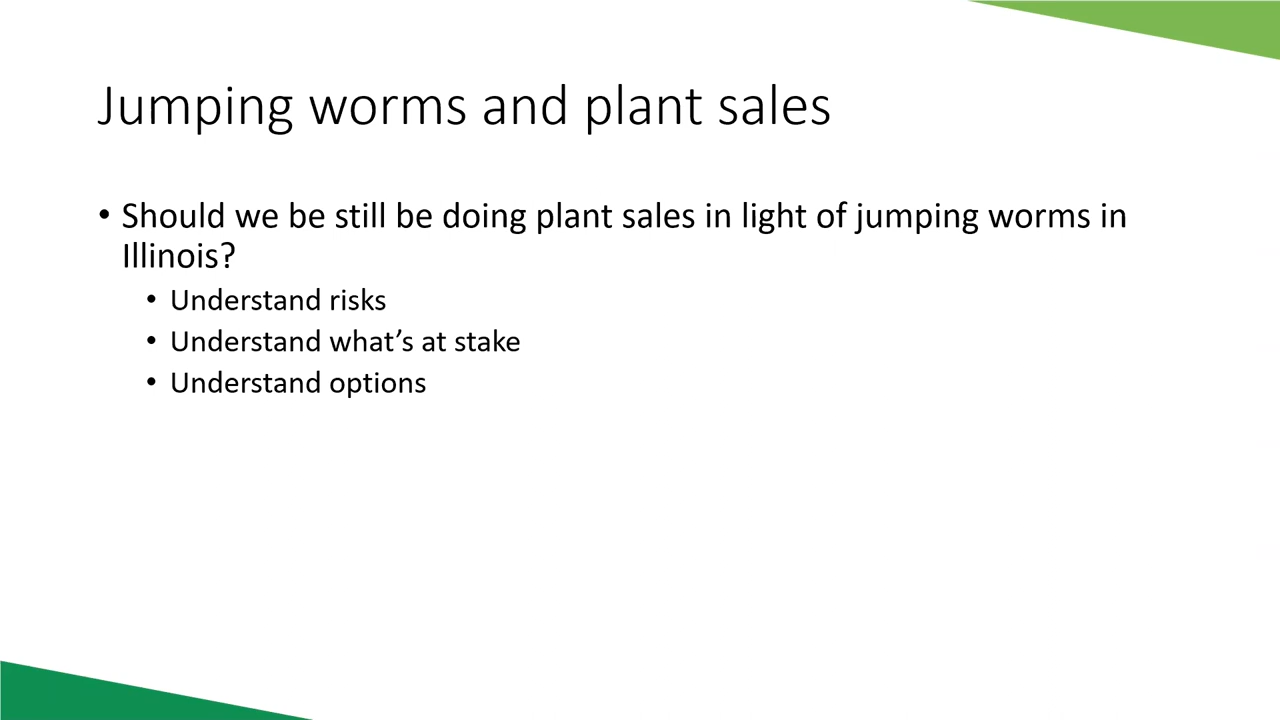 Jumping worms and plant sales
• Should we be still be doing plant sales in light of jumping worms in
Illinois?
• Understand risks
• Understand what’s at stake
• Understand options